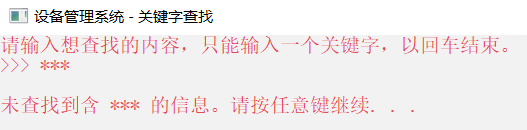 设备管理系统 - 关键字查找
请输入想查找的内容，只能输入一个关键字，以回车结束。
>>> ***
未查找到含 *** 的信息。请按任意键继续. . .